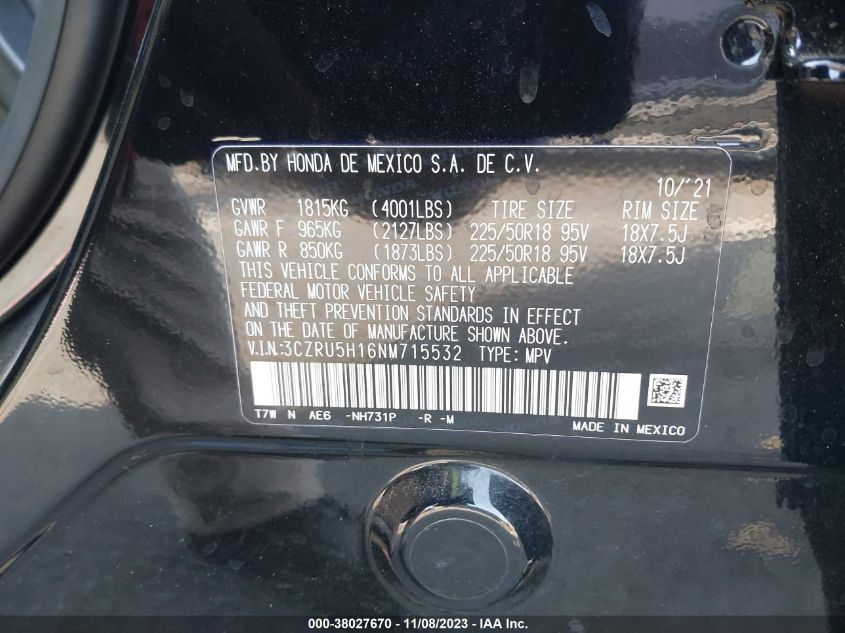 MFD.BY HONDA DE MEXICO S.A. DE C.V.
10/'21
GVWR 1815KG (4001LBS) TIRE SIZE RIM SIZE
GAWR F 965KG (2127LBS) 225/50R18 95V 18X7.5J
GAWR R 850KG (1873LBS) 225/50R18 95V 18X7.5J
THIS VEHICLE CONFORMS TO ALL APPLICABLE
FEDERAL MOTOR VEHICLE SAFETY
AND THEFT PREVENTION STANDARDS IN EFFECT
ON THE DATE OF MANUFACTURE SHOWN ABOVE.
V.I.N:3CZRU5H16NM715532 TYPE: MPV
T7W N AE6 -NH731P -R -M
MADE IN MEXICO
000-38027670 - 11/08/2023 - IAA Inc.